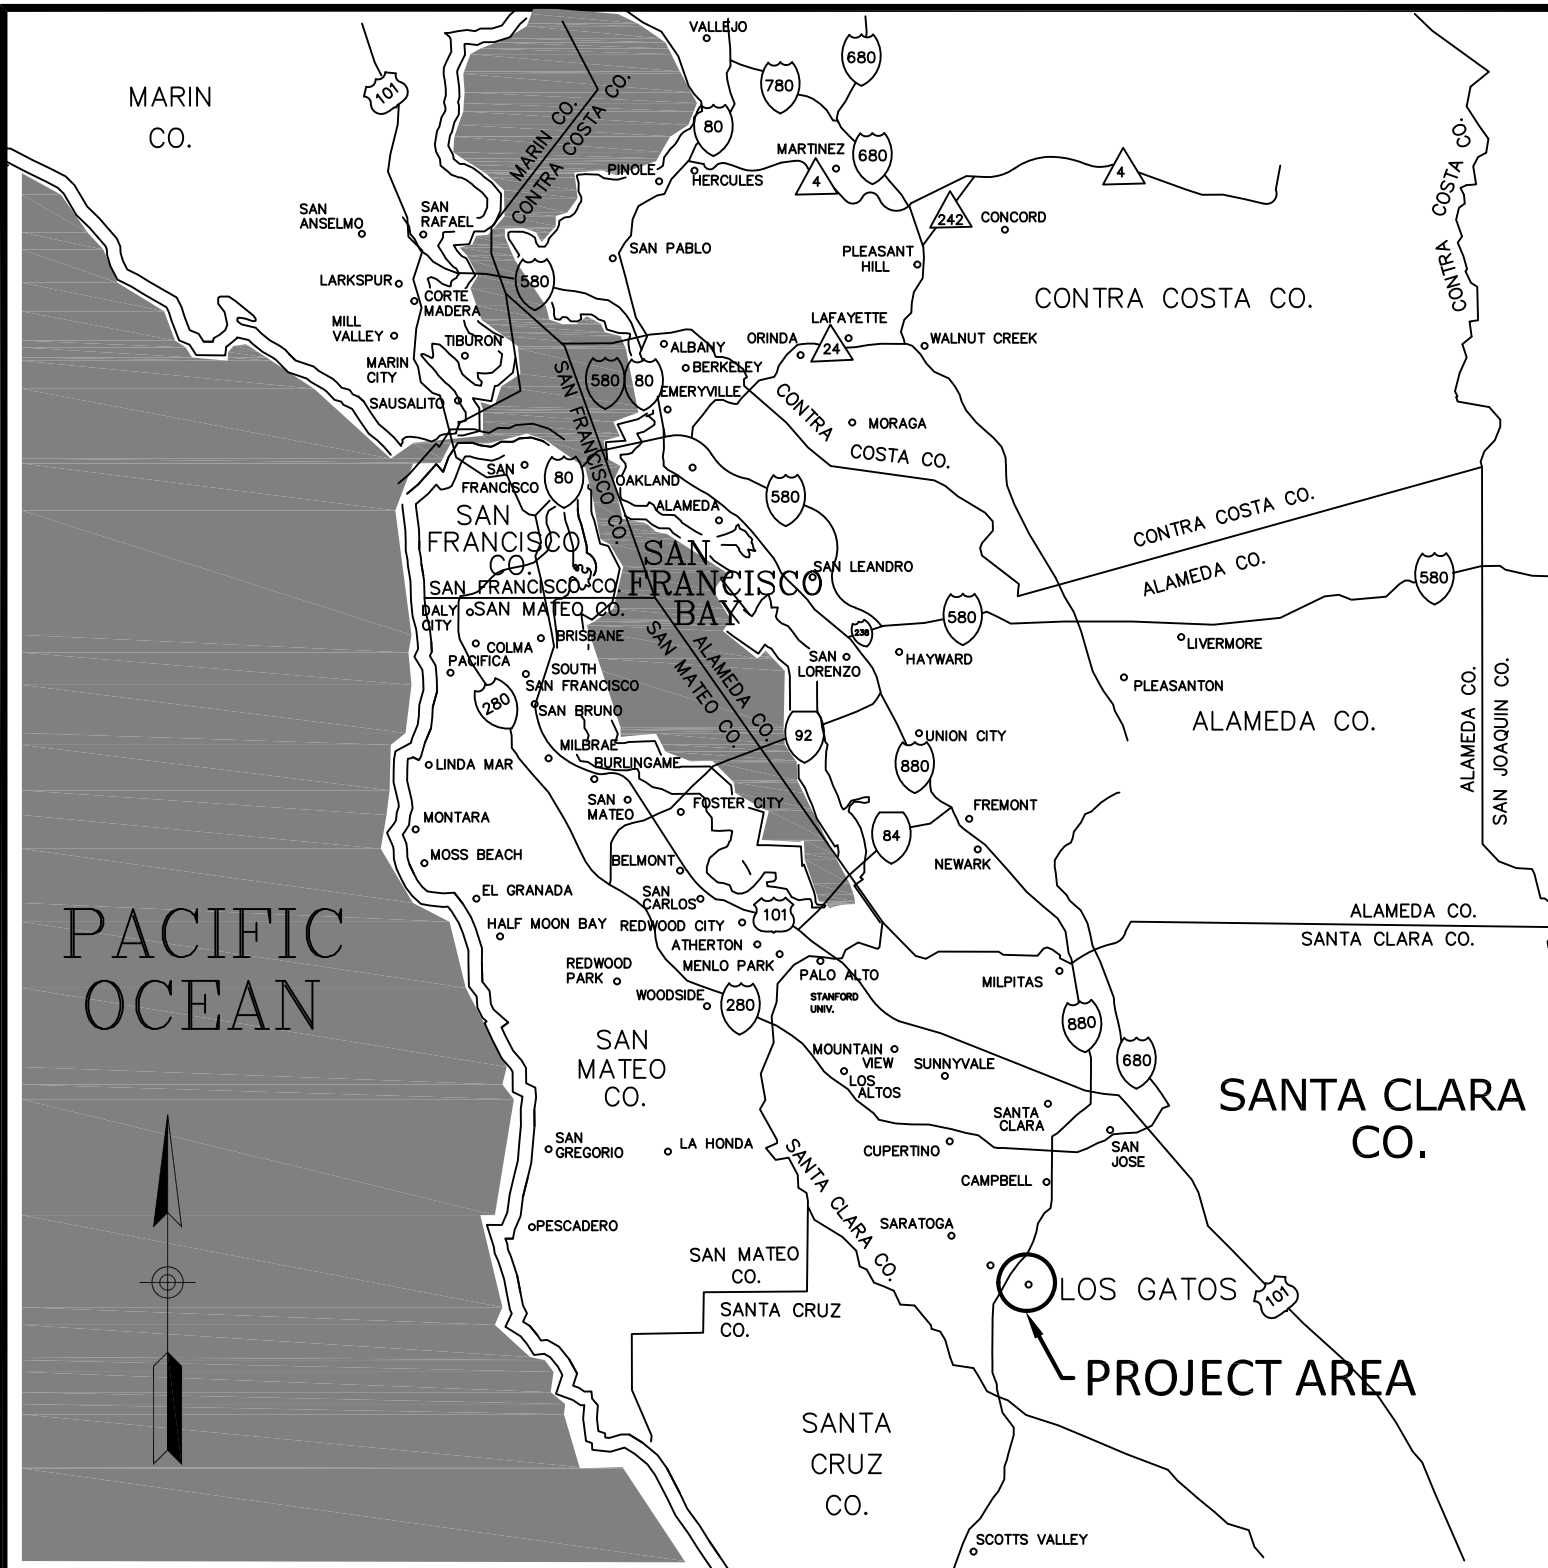 VALLEJO
680
780
MARIN
CO.
101
80
MARIN CO.
CONTRA COSTA CO.
MARTINEZ
680
4
4
PINOLE
HERCULES
CONTRA COSTA CO.
CONTRA COSTA CO.
SAN
ANSELMO
SAN
RAFAEL
242
CONCORD
SAN PABLO
PLEASANT
HILL
LARKSPUR
580
CORTE
MADERA
CONTRA COSTA CO.
MILL
VALLEY
TIBURON
LAFAYETTE
ORINDA
24
WALNUT CREEK
ALBANY
MARIN
CITY
BERKELEY
580
80
EMERYVILLE
SAUSALITO
SAN FRANCISCO CO.
CONTRA
COSTA CO.
MORAGA
SAN
FRANCISCO
80
OAKLAND
580
ALAMEDA
CONTRA COSTA CO.
ALAMEDA CO.
SAN
FRANCISCO
CO.
SAN
FRANCISCO
BAY
SAN LEANDRO
580
SAN FRANCISCO CO.
SAN MATEO CO.
DALY
CITY
580
238
BRISBANE
COLMA
LIVERMORE
PACIFICA
SAN
LORENZO
HAYWARD
SOUTH
SAN FRANCISCO
PLEASANTON
ALAMEDA CO.
SAN MATEO CO.
280
SAN BRUNO
ALAMEDA CO.
ALAMEDA CO.
SAN JOAQUIN CO.
92
UNION CITY
MILBRAE
LINDA MAR
BURLINGAME
880
SAN
MATEO
FOSTER CITY
FREMONT
MONTARA
84
MOSS BEACH
BELMONT
NEWARK
EL GRANADA
SAN
CARLOS
101
ALAMEDA CO.
SANTA CLARA CO.
PACIFIC
OCEAN
HALF MOON BAY
REDWOOD CITY
ATHERTON
REDWOOD
PARK
MENLO PARK
PALO ALTO
MILPITAS
WOODSIDE
280
STANFORD
UNIV.
880
SAN
MATEO
CO.
MOUNTAIN
VIEW
SUNNYVALE
680
LOS
ALTOS
SANTA CLARA
CO.
SANTA
CLARA
SAN
GREGORIO
LA HONDA
CUPERTINO
SAN
JOSE
SANTA CLARA CO.
CAMPBELL
PESCADERO
SARATOGA
SAN MATEO
CO.
SANTA CRUZ
CO.
LOS GATOS
101
PROJECT AREA
SANTA
CRUZ
CO.
SCOTTS VALLEY